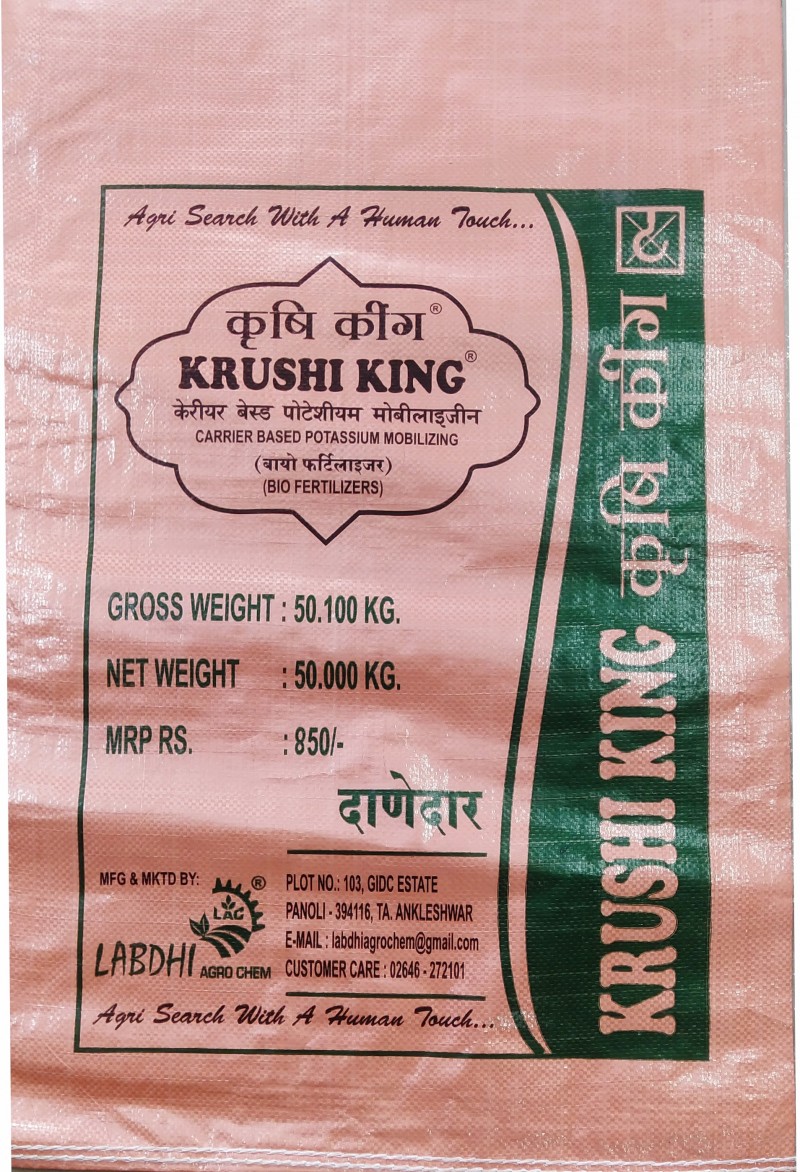 Agri Search With A Human Touch...
कृषि कींग®
KRUSHI KING®
केरीयर बेस्ड पोटेशीयम मोबीलाइजीन
CARRIER BASED POTASSIUM MOBILIZING
(बायो फर्टिलाइजर)
(BIO FERTILIZERS)
GROSS WEIGHT : 50.100 KG.
NET WEIGHT : 50.000 KG.
MRP RS. : 850/-
दाणेदार
MFG & MKTD BY:
LAC ®
LABDHI AGRO CHEM
PLOT NO.: 103, GIDC ESTATE
PANOLI - 394116, TA. ANKLESHWAR
E-MAIL : labdhiagrochem@gmail.com
CUSTOMER CARE : 02646 - 272101
Agri Search With A Human Touch...
KRUSHI KING कृषि कींग